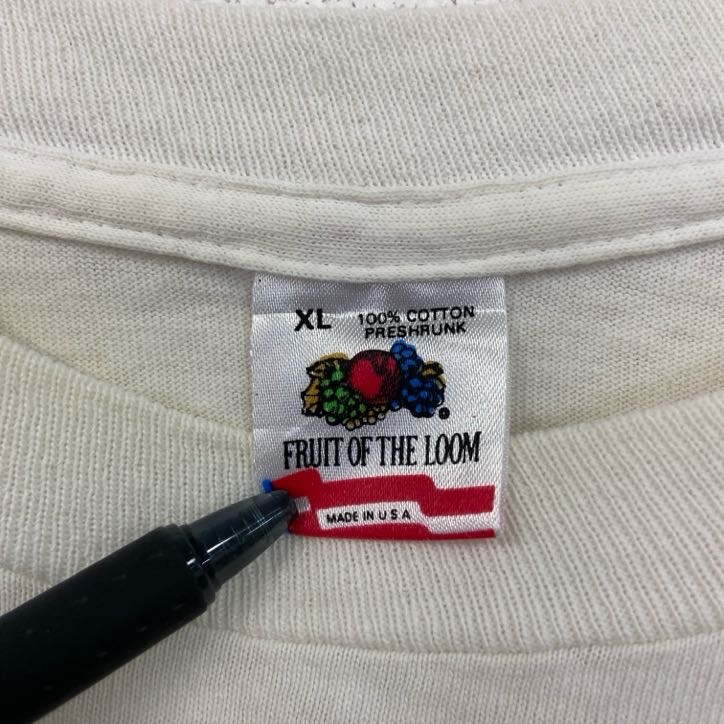 XL
100% COTTON
PRESHRUNK
®
FRUIT OF THE LOOM
MADE IN U S A